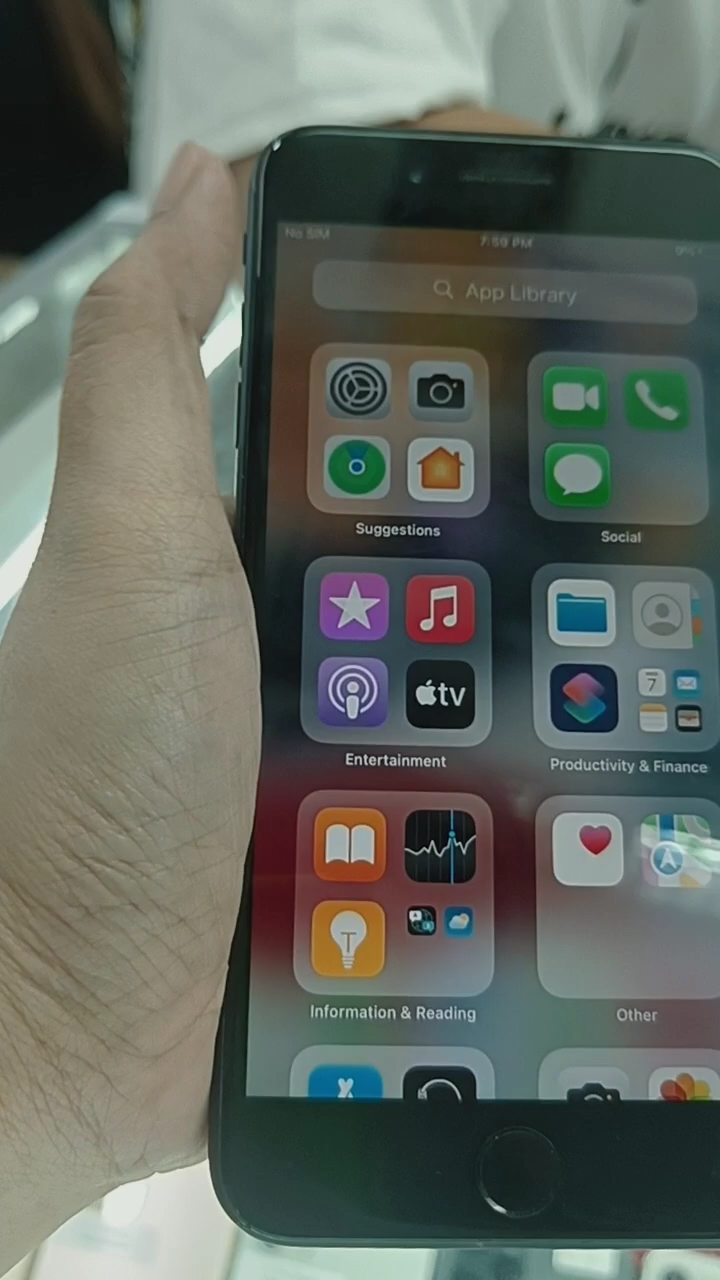 No SIM
7:59 PM
App Library
Suggestions
Social
tv
7
Entertainment
Productivity & Finance
Information & Reading
Other